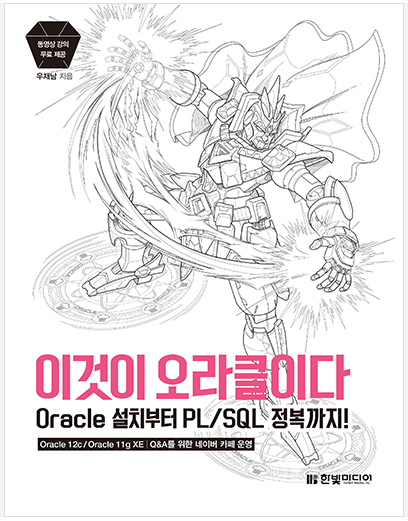 동영상 강의
무료 제공
우재남 지음
이것이 오라클이다
Oracle 설치부터 PL/SQL 정복까지!
Oracle 12c / Oracle 11g XE | Q&A를 위한 네이버 카페 운영
한빛미디어